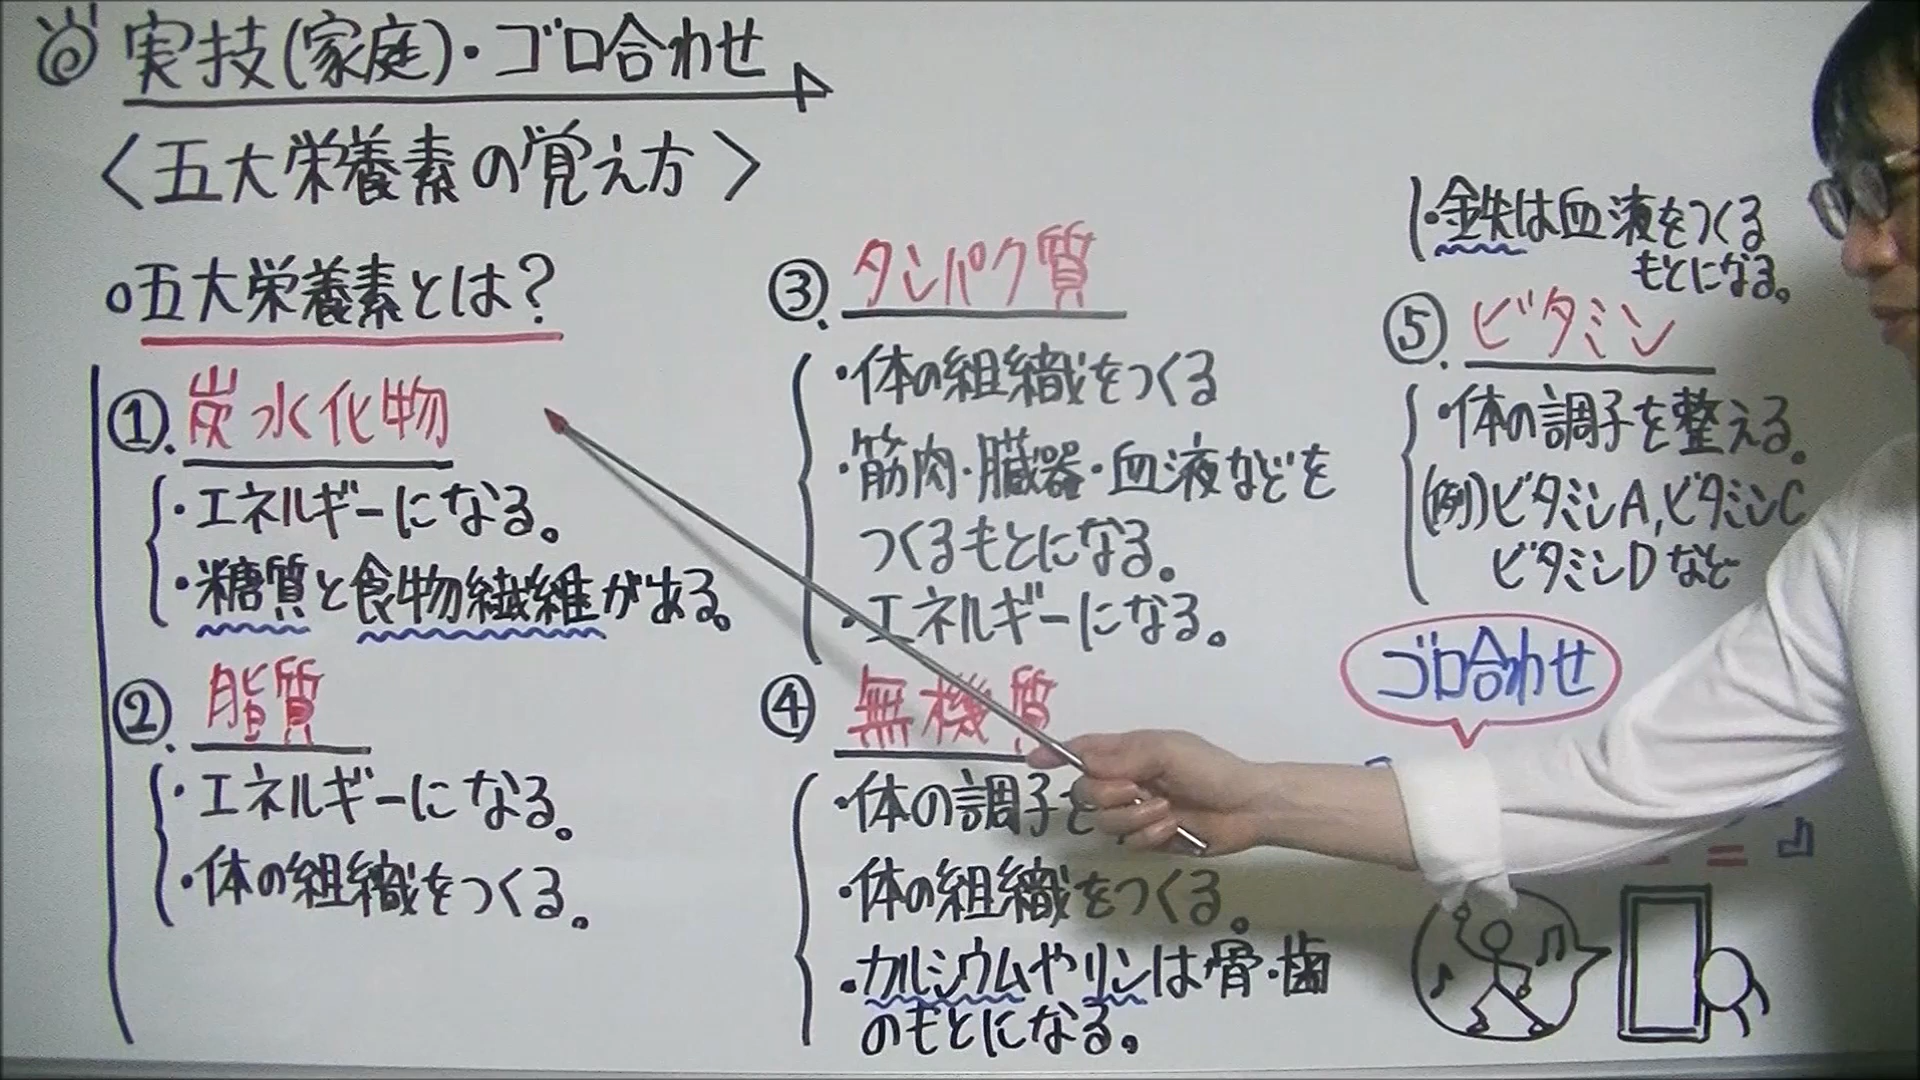 実技(家庭)・ゴロ合わせ
〈五大栄養素の覚え方〉
○五大栄養素とは?
①.炭水化物
・エネルギーになる。
・糖質と食物繊維がある。
②.脂質
・エネルギーになる。
・体の組織をつくる。
③.タンパク質
・体の組織をつくる
・筋肉・臓器・血液などを
つくるもとになる。
・エネルギーになる。
④.無機質
・体の調子を
・体の組織をつくる。
・カルシウムやリンは骨・歯
のもとになる。
・鉄は血液をつくる
もとになる。
⑤.ビタミン
・体の調子を整える。
(例)ビタミンA,ビタミンC
ビタミンDなど
ゴロ合わせ